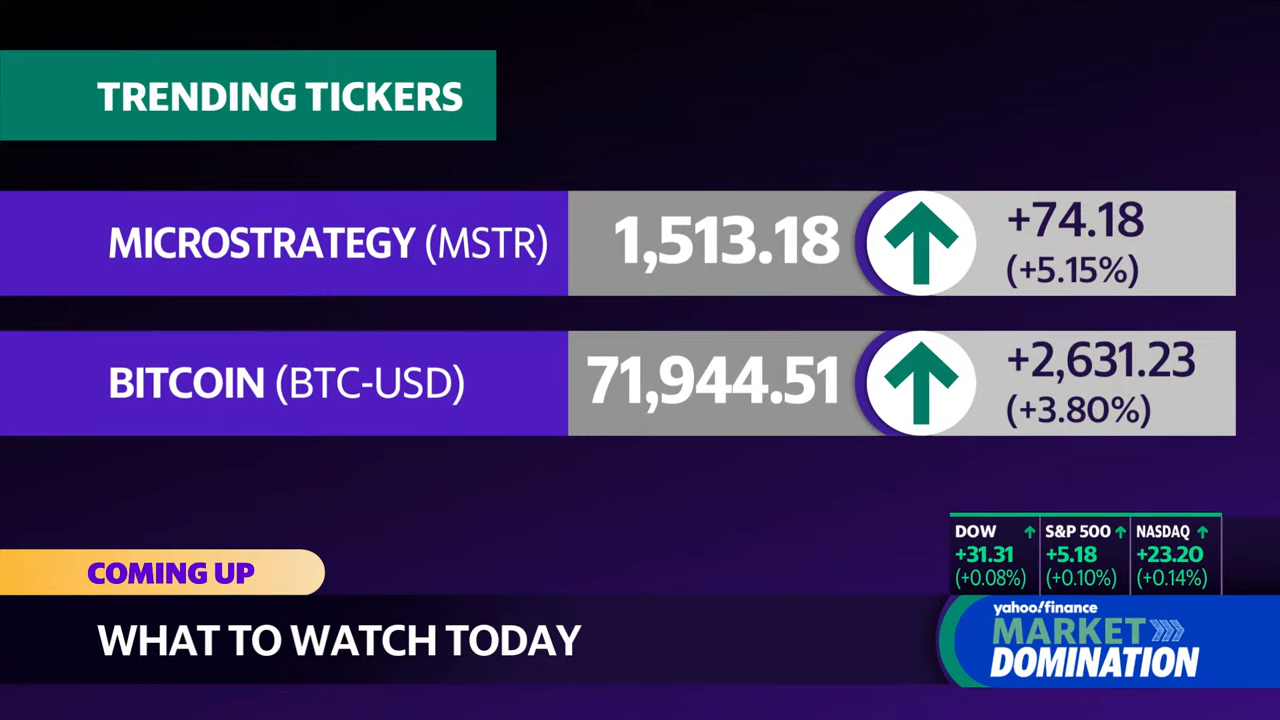 TRENDING TICKERS
MICROSTRATEGY (MSTR) 1,513.18 +74.18
(+5.15%)
BITCOIN (BTC-USD) 71,944.51 +2,631.23
(+3.80%)
DOW S&P 500 NASDAQ
+31.31 +5.18 +23.20
(+0.08%) (+0.10%) (+0.14%)
COMING UP
WHAT TO WATCH TODAY
yahoo!finance
MARKET
DOMINATION